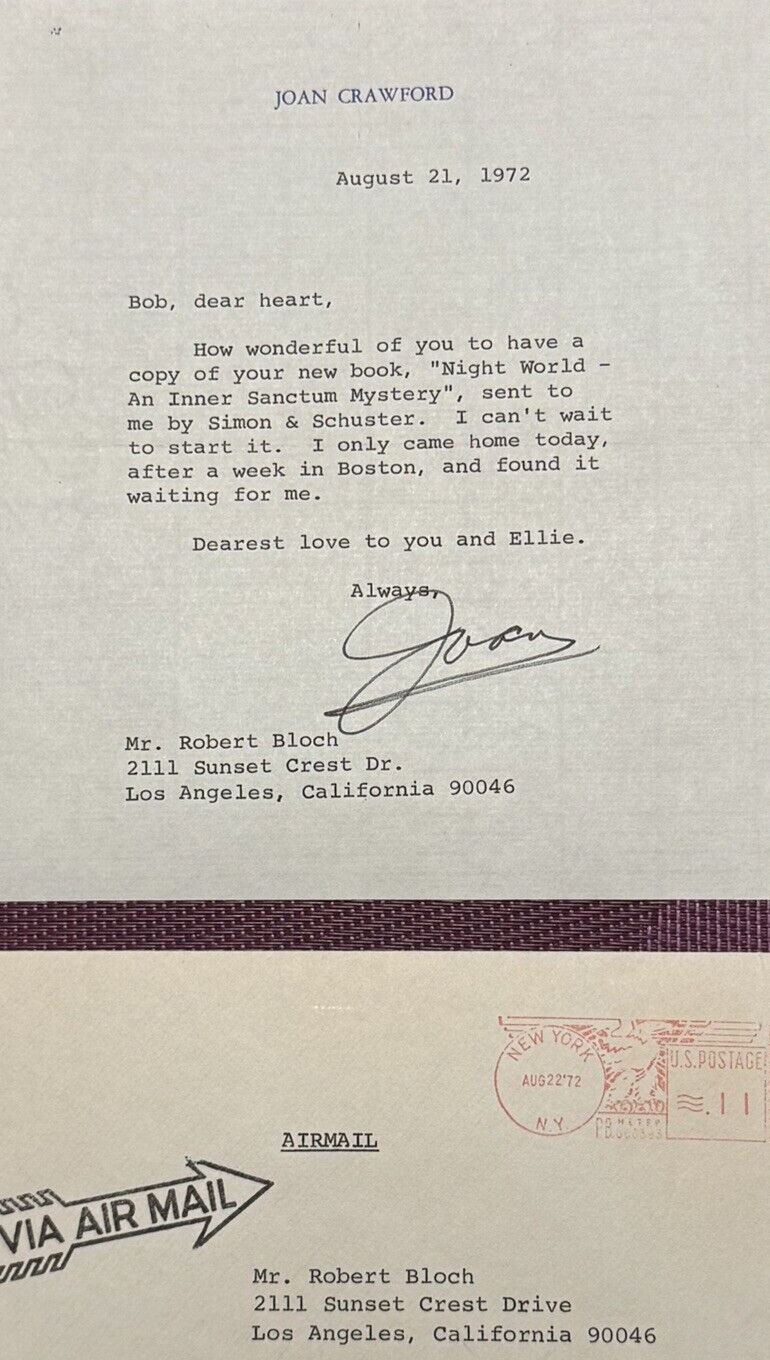 JOAN CRAWFORD
August 21, 1972
Bob, dear heart,
How wonderful of you to have a
copy of your new book, "Night World -
An Inner Sanctum Mystery", sent to
me by Simon & Schuster. I can't wait
to start it. I only came home today,
after a week in Boston, and found it
waiting for me.
Dearest love to you and Ellie.
Always,
Joan
Mr. Robert Bloch
2111 Sunset Crest Dr.
Los Angeles, California 90046
NEW YORK
AUG22'72
N.Y.
U.S.POSTAGE
.11
P.B. METER
AIRMAIL
VIA AIR MAIL
Mr. Robert Bloch
2111 Sunset Crest Drive
Los Angeles, California 90046